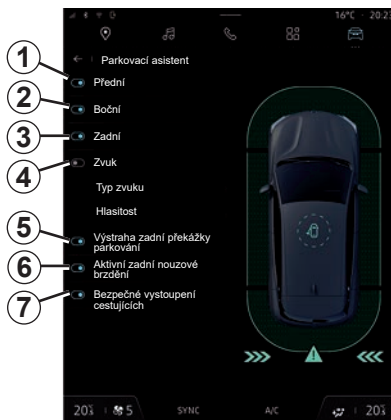 16°C · 20:23
Parkovací asistent
1
Přední
2
Boční
3
Zadní
4
Zvuk
Typ zvuku
Hlasitost
5
Výstraha zadní překážky
parkování
6
Aktivní zadní nouzové
brzdění
7
Bezpečné vystoupení
cestujících
5
SYNC
A/C